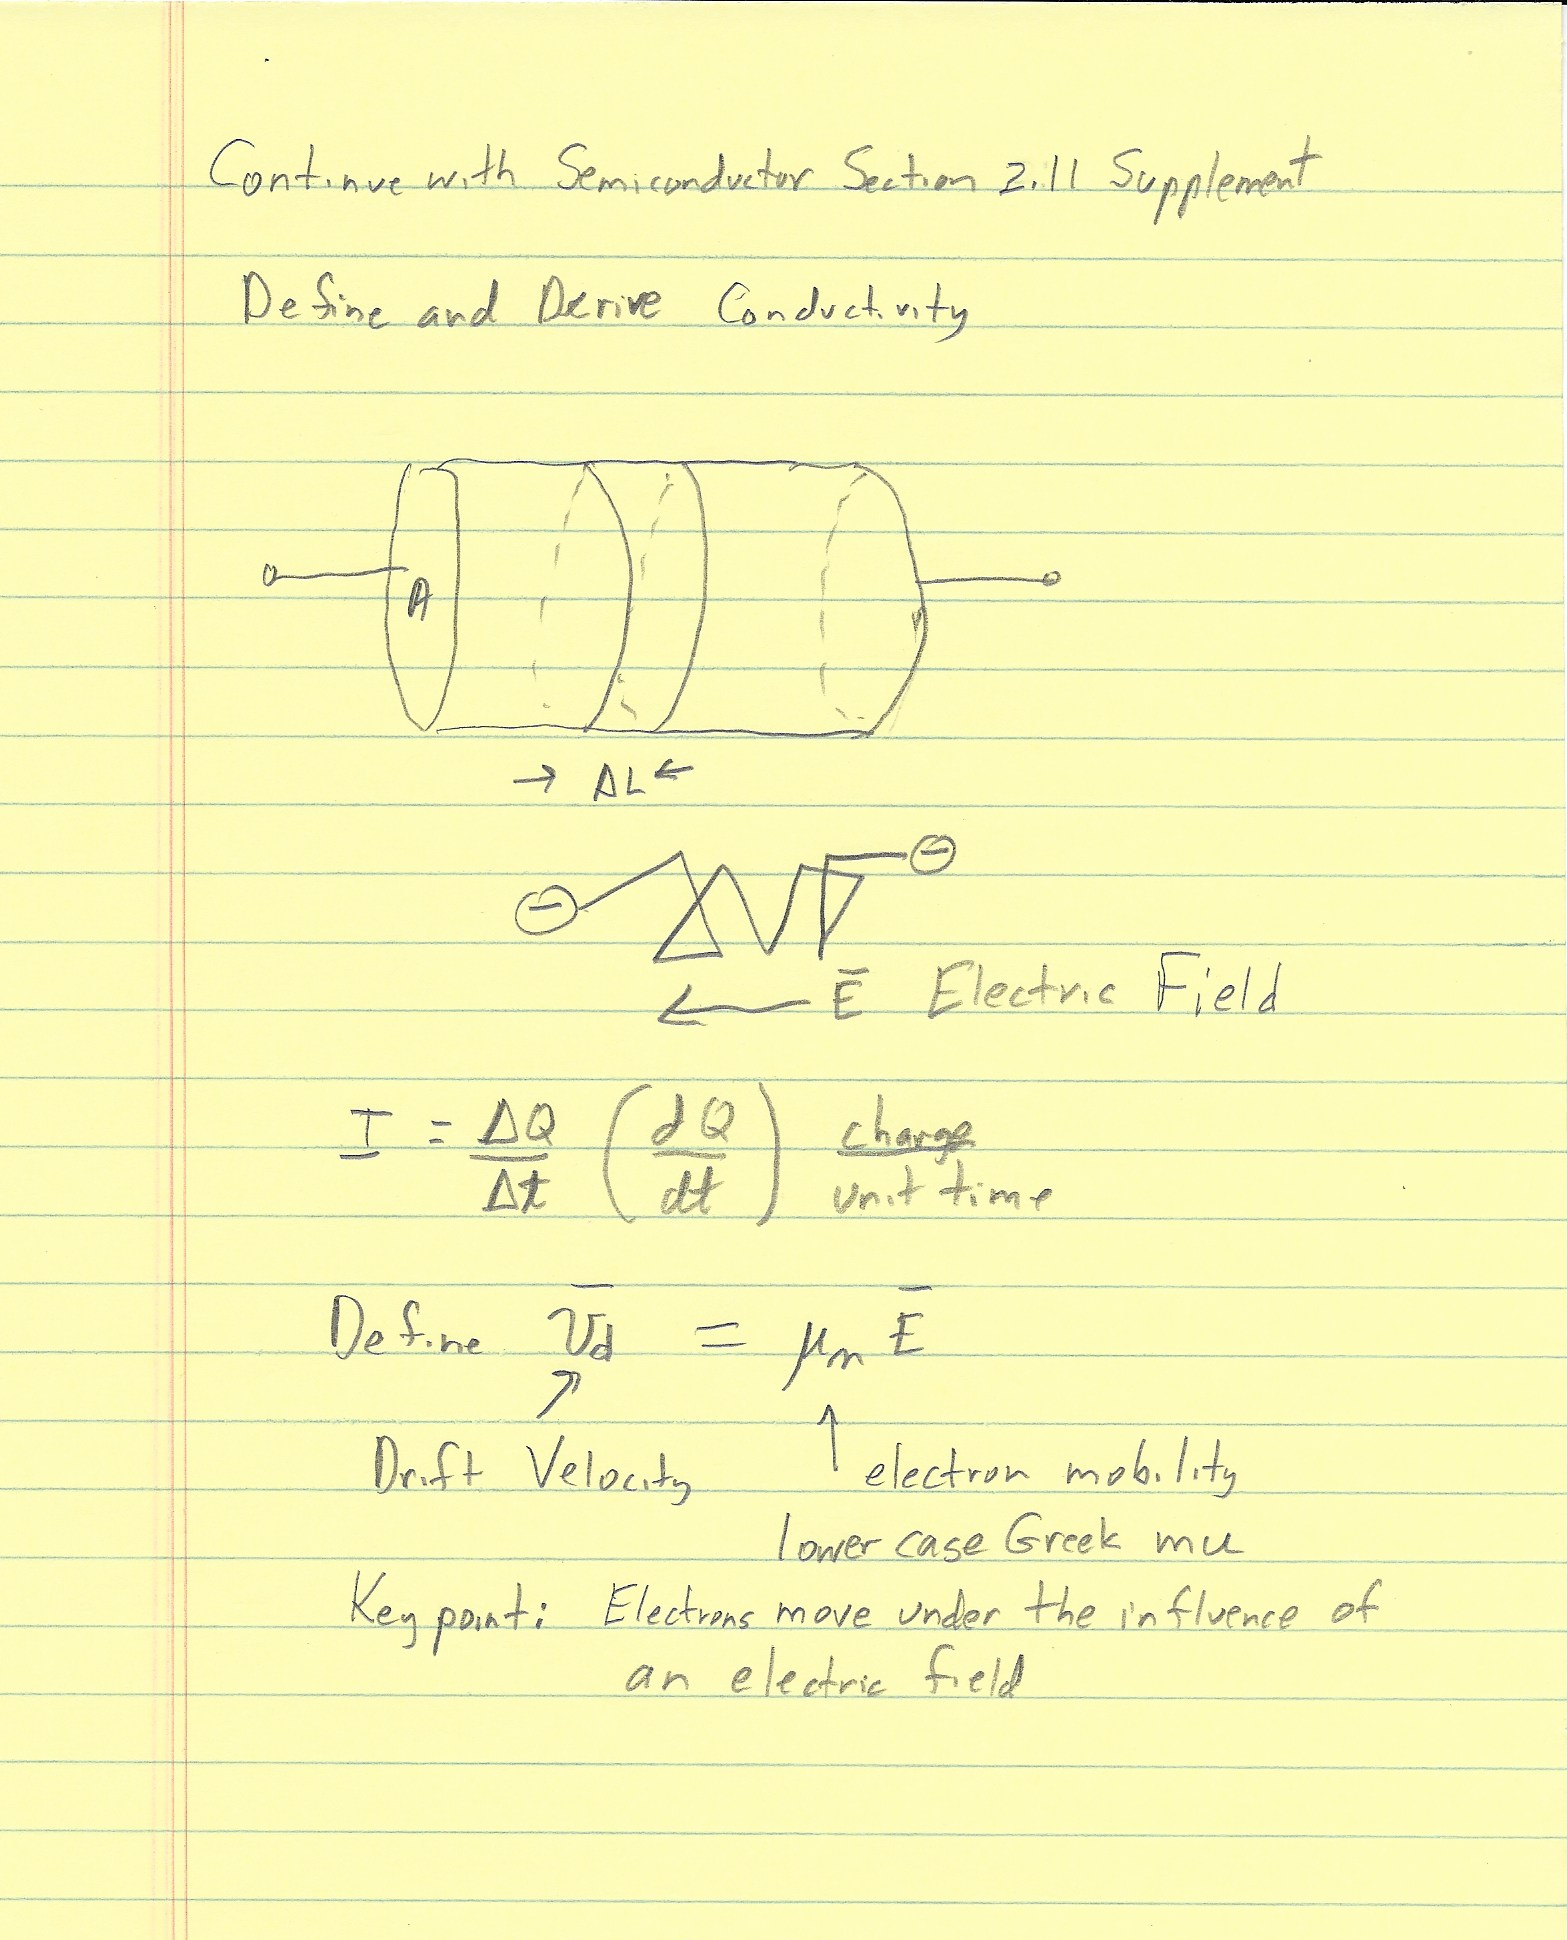 Continue with Semiconductor Section 2.11 Supplement
Define and Derive Conductivity
A
→ ΔL ←
⊖ ⊖
← Ē Electric Field
I = ΔQ/Δt (dQ/dt) charge/unit time
Define v̄d = μn Ē
Drift Velocity ↑ electron mobility
lower case Greek mu
Key point: Electrons move under the influence of
an electric field